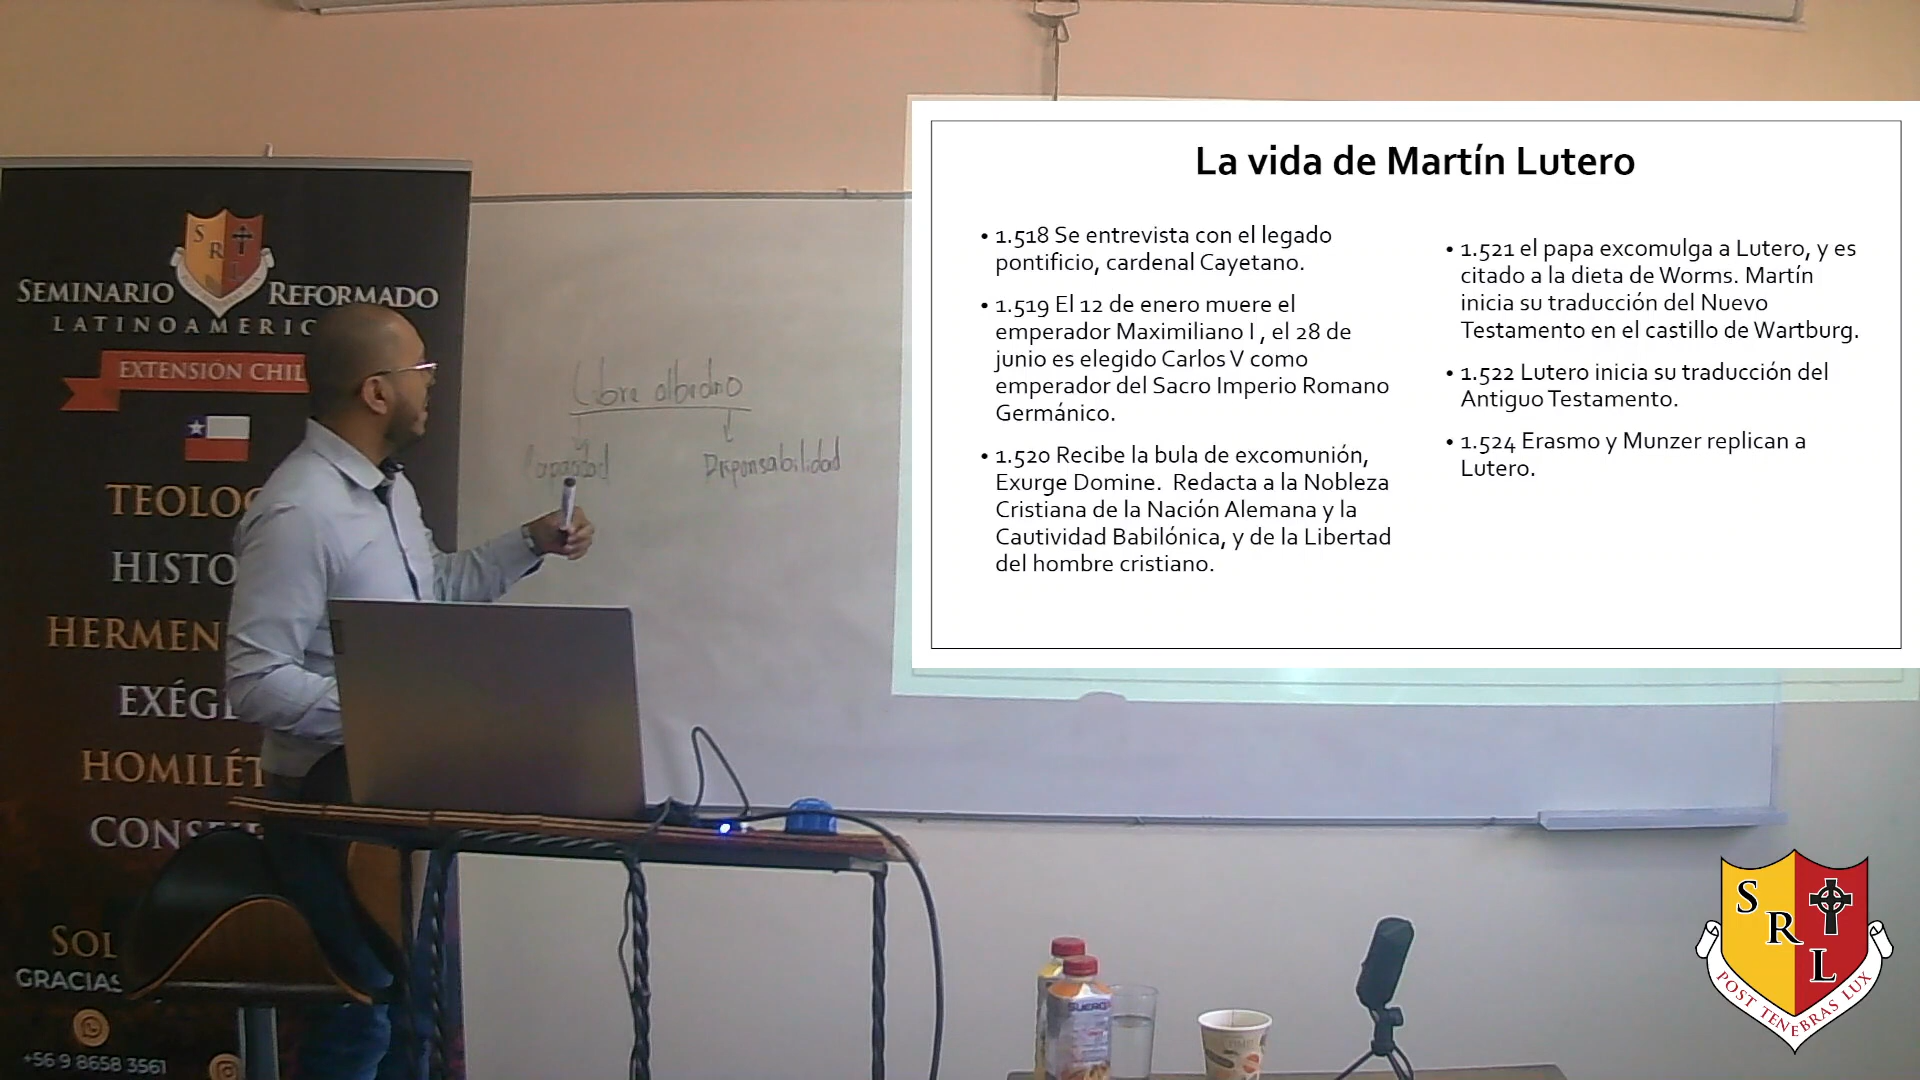 S
R
L
SEMINARIO REFORMADO
LATINOAMERIC
EXTENSIÓN CHIL
TEOLOG
HISTO
HERMEN
EXÉGE
HOMILÉT
CONSEJE
SOL
GRACIAS
+56 9 8658 3561
Libre albedrio
Capacidad Responsabilidad
La vida de Martín Lutero
• 1.518 Se entrevista con el legado
pontificio, cardenal Cayetano.
• 1.519 El 12 de enero muere el
emperador Maximiliano I , el 28 de
junio es elegido Carlos V como
emperador del Sacro Imperio Romano
Germánico.
• 1.520 Recibe la bula de excomunión,
Exurge Domine. Redacta a la Nobleza
Cristiana de la Nación Alemana y la
Cautividad Babilónica, y de la Libertad
del hombre cristiano.
• 1.521 el papa excomulga a Lutero, y es
citado a la dieta de Worms. Martín
inicia su traducción del Nuevo
Testamento en el castillo de Wartburg.
• 1.522 Lutero inicia su traducción del
Antiguo Testamento.
• 1.524 Erasmo y Munzer replican a
Lutero.
S
R
L
POST TENEBRAS LUX